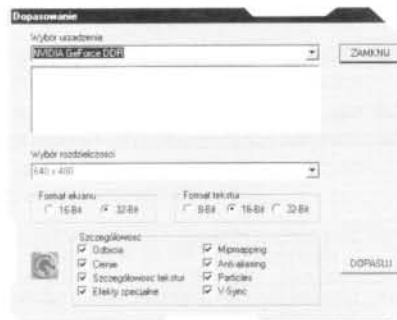 Dopasowanie
Wybór urządzenia
NVIDIA GeForce DDR
ZAMKNIJ
Wybór rozdzielczości
640 x 480
Format ekranu
16-Bit 32-Bit
Format tekstur
8-Bit 16-Bit 32-Bit
Szczegółowość
Odbicia
Cienie
Szczegółowość tekstur
Efekty specjalne
Mipmapping
Anti-aliasing
Particles
V-Sync
DOPASUJ